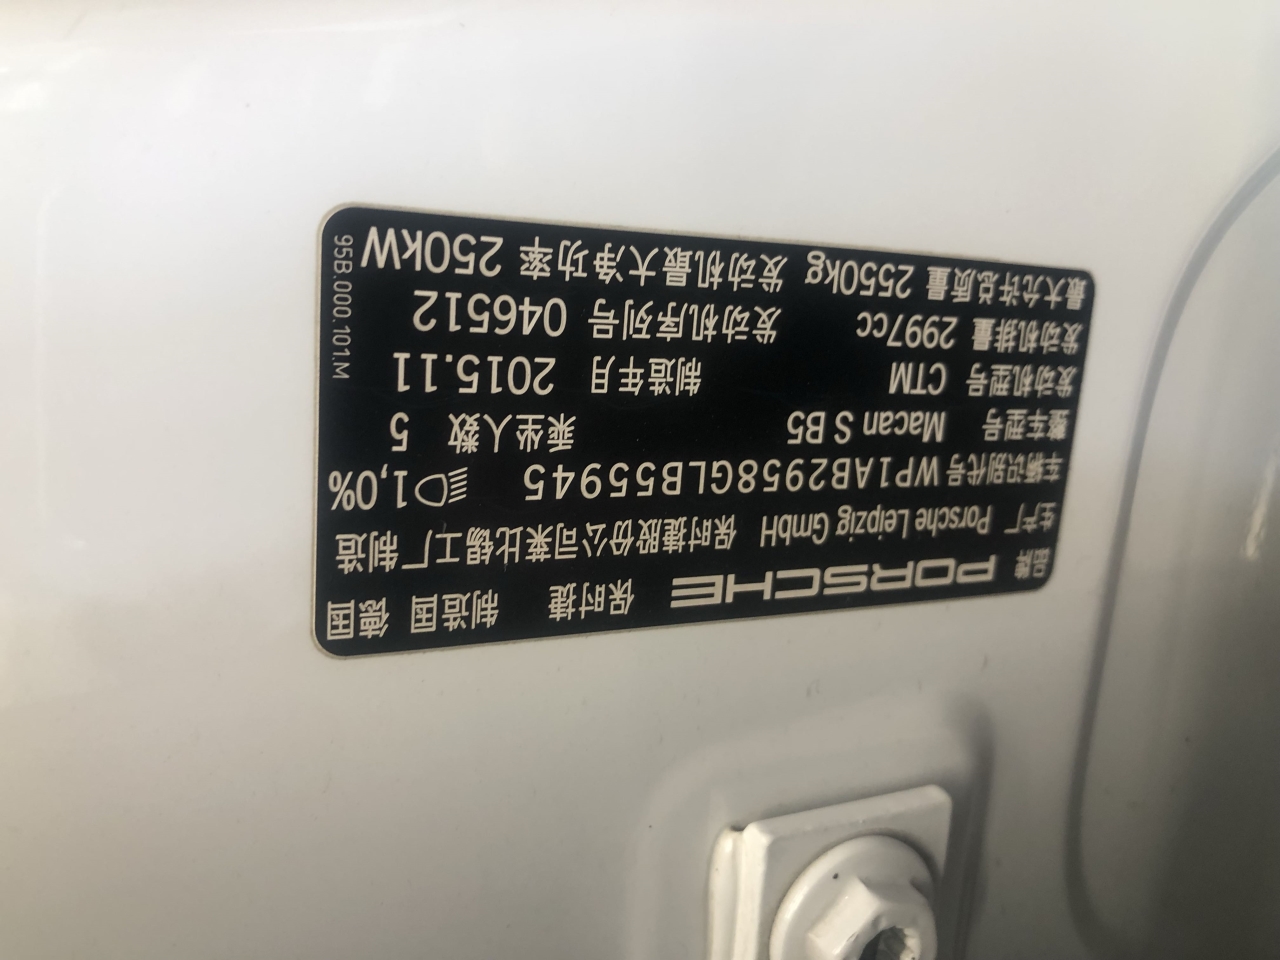 品牌 PORSCHE 保时捷 制造国 德国
生产厂 Porsche Leipzig GmbH 保时捷股份公司莱比锡工厂制造
车辆识别代号 WP1AB2958GLB55945 1,0%
整车型号 Macan S B5 乘坐人数 5
发动机型号 CTM 制造年月 2015.11
发动机排量 2997cc 发动机序列号 046512
最大允许总质量 2550kg 发动机最大净功率 250kW
95B.000.101.M